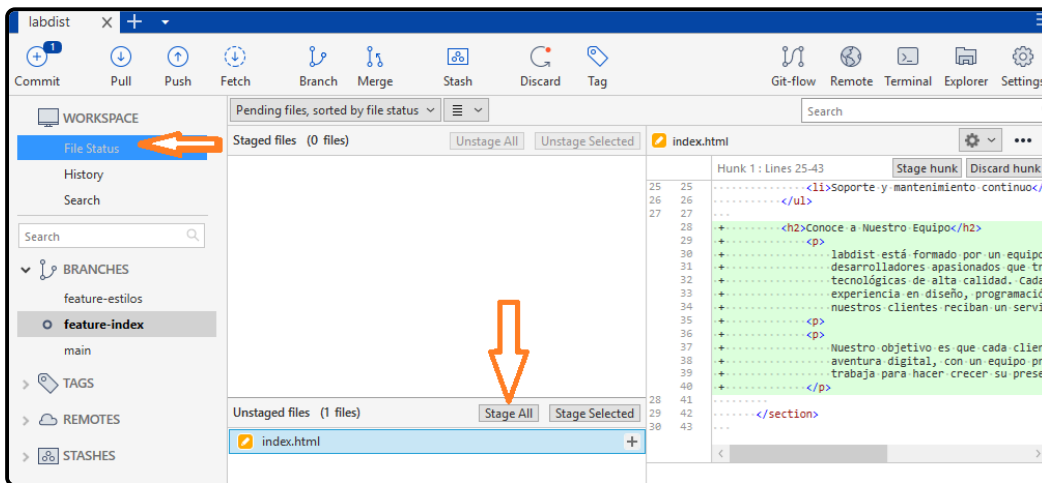 labdist
1
Commit Pull Push Fetch Branch Merge Stash Discard Tag Git-flow Remote Terminal Explorer Settings
WORKSPACE
File Status
History
Search
Search
BRANCHES
feature-estilos
feature-index
main
TAGS
REMOTES
STASHES
Pending files, sorted by file status
Search
Staged files (0 files) Unstage All Unstage Selected
Unstaged files (1 files) Stage All Stage Selected
index.html
index.html
Hunk 1 : Lines 25-43 Stage hunk Discard hunk
25 25 <li>Soporte y mantenimiento continuo</
26 26 </ul>
27 27
28 + <h2>Conoce a Nuestro Equipo</h2>
29 + <p>
30 + labdist está formado por un equipo
31 + desarrolladores apasionados que tr
32 + tecnológicas de alta calidad. Cada
33 + experiencia en diseño, programació
34 + nuestros clientes reciban un servi
35 + <p>
36 + <p>
37 + Nuestro objetivo es que cada clien
38 + aventura digital, con un equipo pr
39 + trabaja para hacer crecer su prese
40 + </p>
28 41
29 42 </section>
30 43